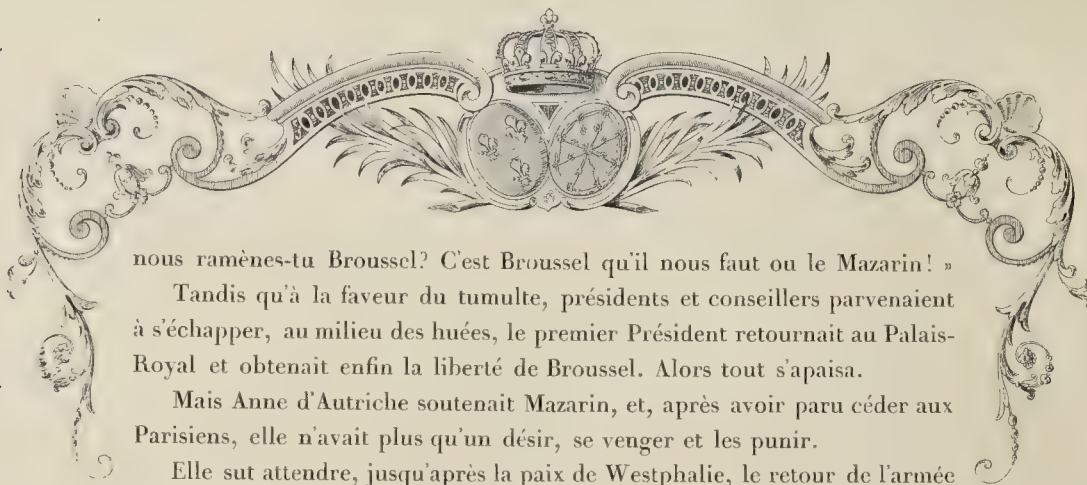 nous ramènes-tu Broussel? C'est Broussel qu'il nous faut ou le Mazarin! »
Tandis qu'à la faveur du tumulte, présidents et conseillers parvenaient
à s'échapper, au milieu des huées, le premier Président retournait au Palais-
Royal et obtenait enfin la liberté de Broussel. Alors tout s'apaisa.
Mais Anne d'Autriche soutenait Mazarin, et, après avoir paru céder aux
Parisiens, elle n'avait plus qu'un désir, se venger et les punir.
Elle sut attendre, jusqu'après la paix de Westphalie, le retour de l'armée